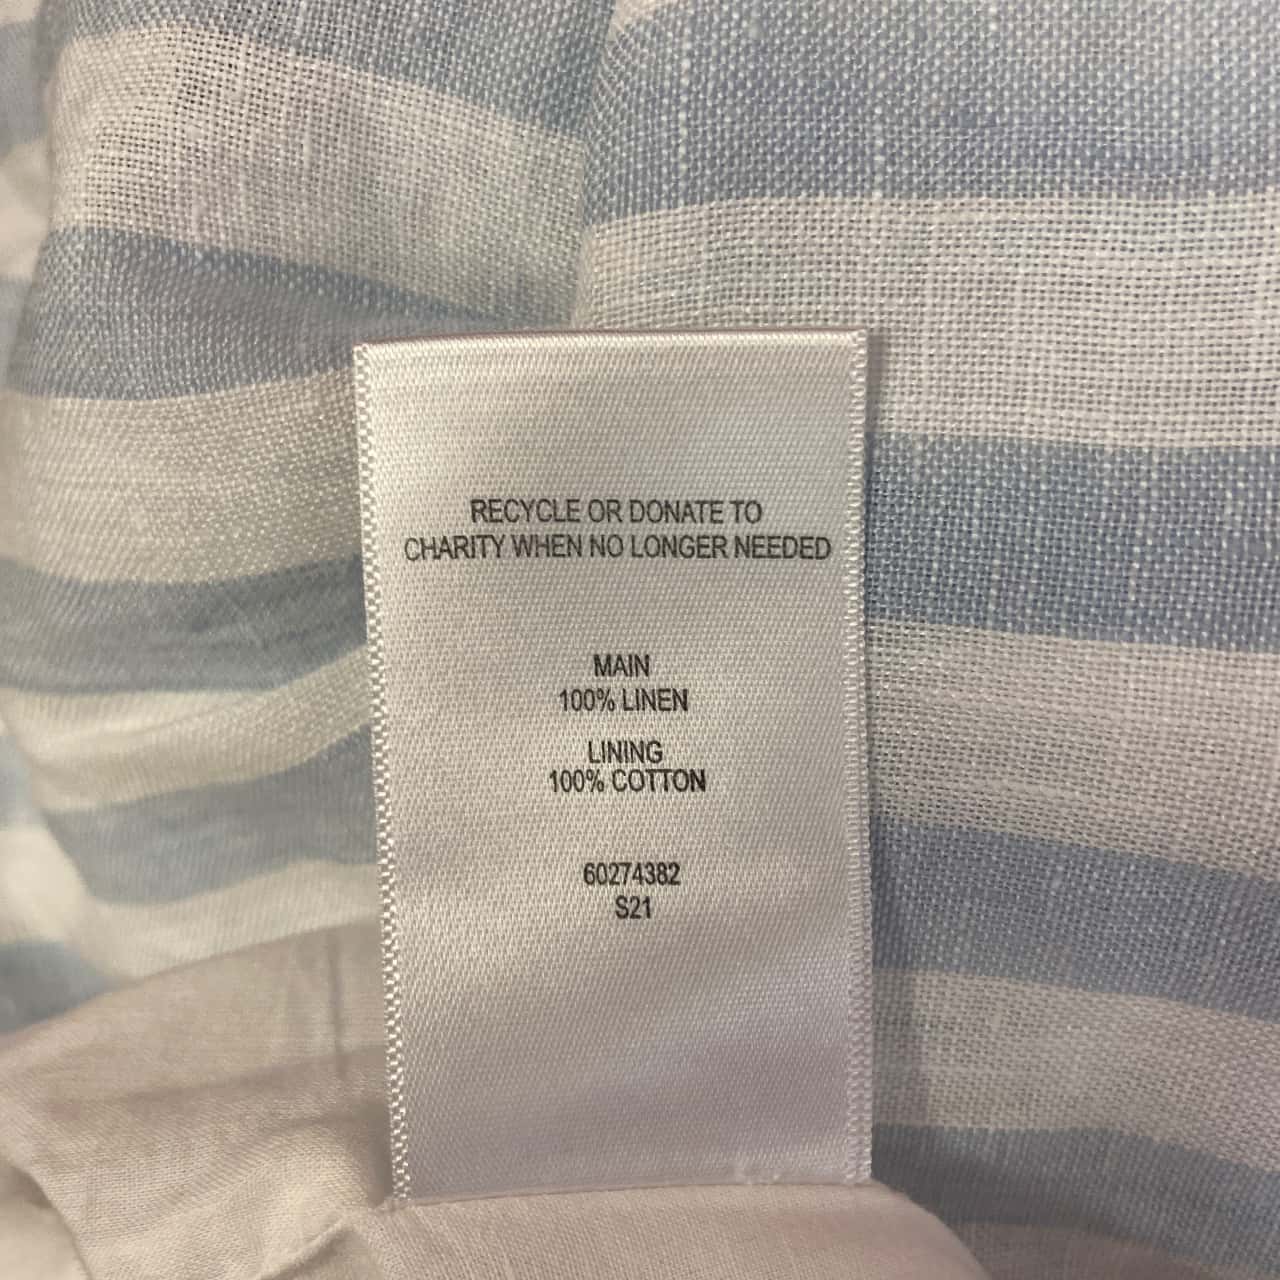 RECYCLE OR DONATE TO
CHARITY WHEN NO LONGER NEEDED
MAIN
100% LINEN
LINING
100% COTTON
60274382
S21